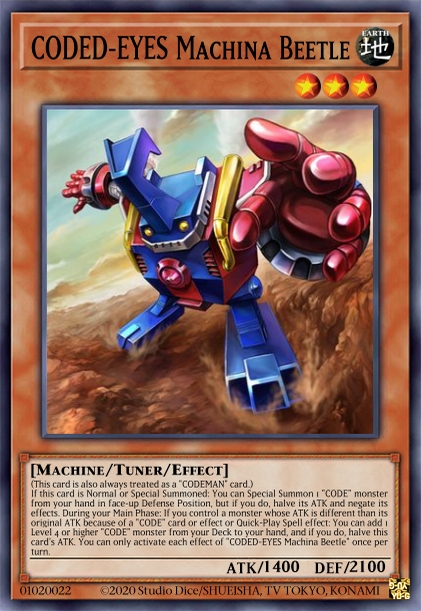 CODED-EYES Machina Beetle
EARTH
地
[Machine/Tuner/Effect]
(This card is also always treated as a "CODEMAN" card.)
If this card is Normal or Special Summoned: You can Special Summon 1 "CODE" monster
from your hand in face-up Defense Position, but if you do, halve its ATK and negate its
effects. During your Main Phase: If you control a monster whose ATK is different than its
original ATK because of a "CODE" card or effect or Quick-Play Spell effect: You can add 1
Level 4 or higher "CODE" monster from your Deck to your hand, and if you do, halve this
card's ATK. You can only activate each effect of "CODED-EYES Machina Beetle" once per
turn.
ATK/1400 DEF/2100
01020022 ©2020 Studio Dice/SHUEISHA, TV TOKYO, KONAMI